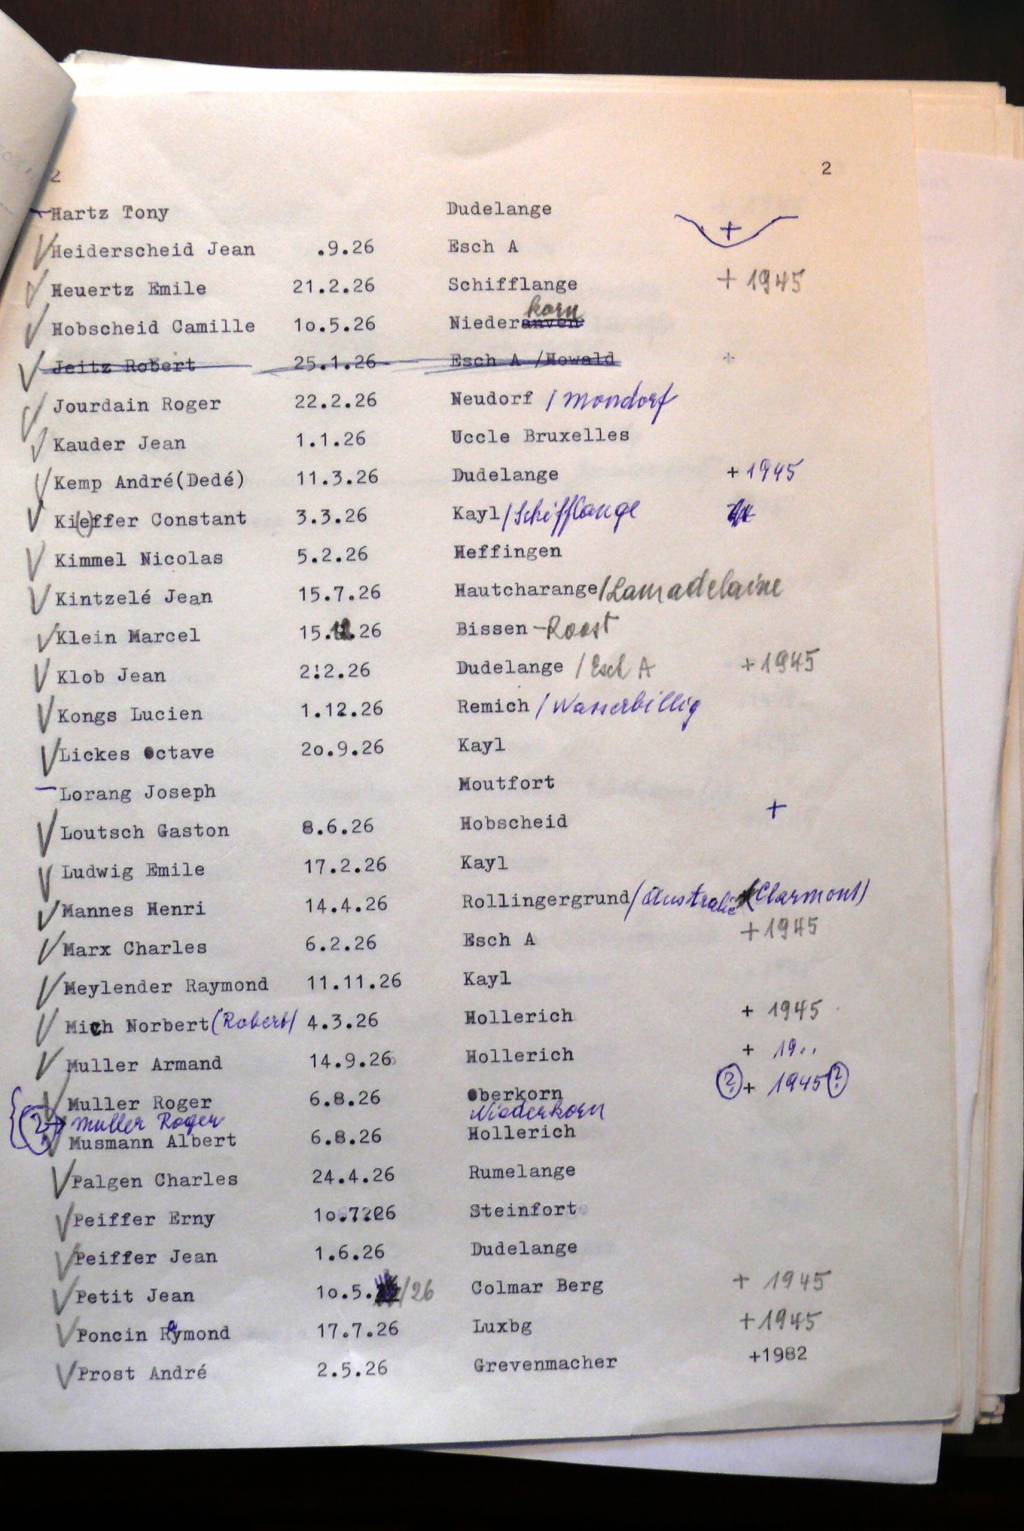 2 2
Hartz Tony Dudelange +
Heiderscheid Jean .9.26 Esch A
Heuertz Emile 21.2.26 Schifflange + 1945
Hobscheid Camille 1o.5.26 Niederanven korn
Jeitz Robert 25.1.26 Esch A /Howald +
Jourdain Roger 22.2.26 Neudorf / Mondorf
Kauder Jean 1.1.26 Uccle Bruxelles
Kemp André(Dedé) 11.3.26 Dudelange + 1945
Ki(e)ffer Constant 3.3.26 Kayl/Schifflange
Kimmel Nicolas 5.2.26 Heffingen
Kintzelé Jean 15.7.26 Hautcharange/Lamadelaine
Klein Marcel 15.12.26 Bissen-Roost
Klob Jean 2!2.26 Dudelange / Esch A +1945
Kongs Lucien 1.12.26 Remich / Wasserbillig
Lickes Octave 2o.9.26 Kayl
Lorang Joseph Moutfort
Loutsch Gaston 8.6.26 Hobscheid +
Ludwig Emile 17.2.26 Kayl
Mannes Henri 14.4.26 Rollingergrund/Australie (Clarmont)
Marx Charles 6.2.26 Esch A +1945
Meylender Raymond 11.11.26 Kayl
Mich Norbert (Robert) 4.3.26 Hollerich + 1945
Muller Armand 14.9.26 Hollerich + 19..
Muller Roger 6.8.26 Oberkorn ? + 1945 ?
? Muller Roger Niederkorn
Musmann Albert 6.8.26 Hollerich
Palgen Charles 24.4.26 Rumelange
Peiffer Erny 1o.7.26 Steinfort
Peiffer Jean 1.6.26 Dudelange
Petit Jean 1o.5. /26 Colmar Berg + 1945
Poncin Raymond 17.7.26 Luxbg +1945
Prost André 2.5.26 Grevenmacher +1982